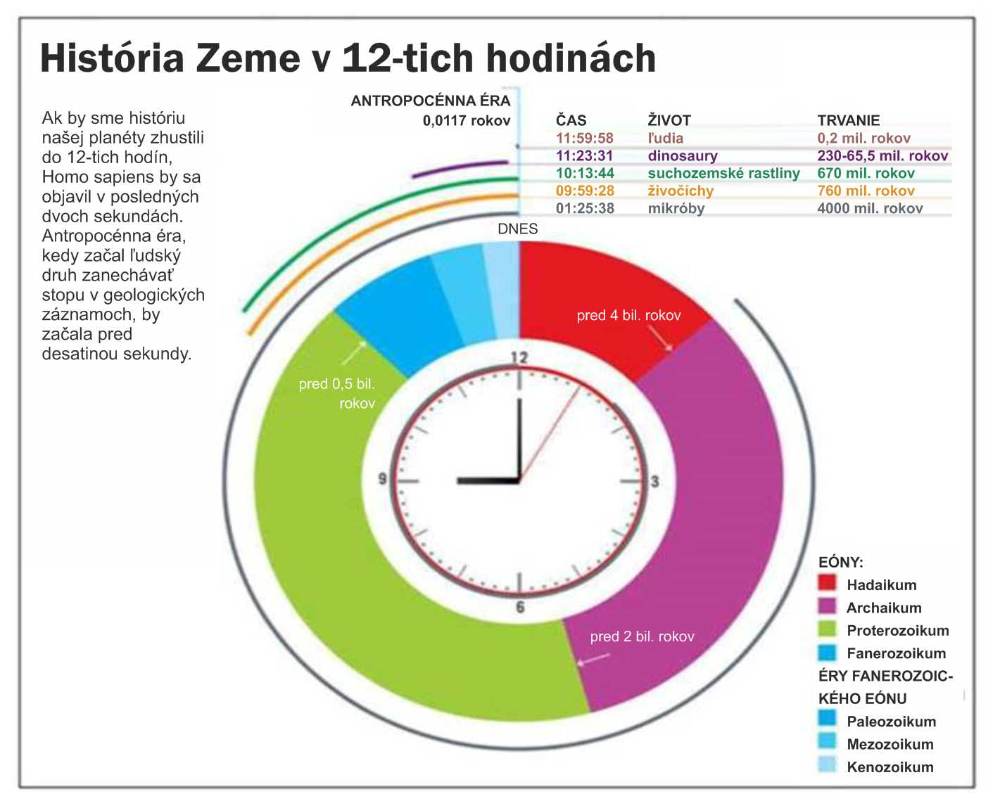 História Zeme v 12-tich hodinách
Ak by sme históriu
našej planéty zhustili
do 12-tich hodín,
Homo sapiens by sa
objavil v posledných
dvoch sekundách.
Antropocénna éra,
kedy začal ľudský
druh zanechávať
stopu v geologických
záznamoch, by
začala pred
desatinou sekundy.
ANTROPOCÉNNA ÉRA
0,0117 rokov
ČAS ŽIVOT TRVANIE
11:59:58 ľudia 0,2 mil. rokov
11:23:31 dinosaury 230-65,5 mil. rokov
10:13:44 suchozemské rastliny 670 mil. rokov
09:59:28 živočíchy 760 mil. rokov
01:25:38 mikróby 4000 mil. rokov
DNES
pred 4 bil. rokov
pred 0,5 bil.
rokov
12
9
3
6
pred 2 bil. rokov
EÓNY:
Hadaikum
Archaikum
Proterozoikum
Fanerozoikum
ÉRY FANEROZOIC-
KÉHO EÓNU
Paleozoikum
Mezozoikum
Kenozoikum